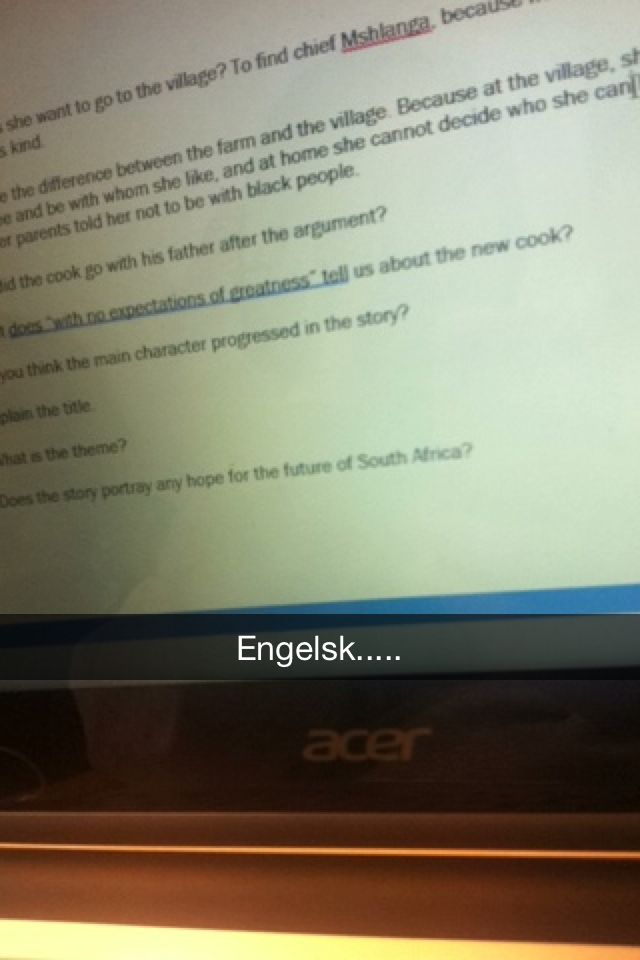 she want to go to the village? To find chief Mshlanga, because
s kind.
e the difference between the farm and the village. Because at the village, sh
ee and be with whom she like, and at home she cannot decide who she can
er parents told her not to be with black people.
did the cook go with his father after the argument?
t does "with no expectations of greatness" tell us about the new cook?
you think the main character progressed in the story?
plain the title.
What is the theme?
Does the story portray any hope for the future of South Africa?
Engelsk.....
acer